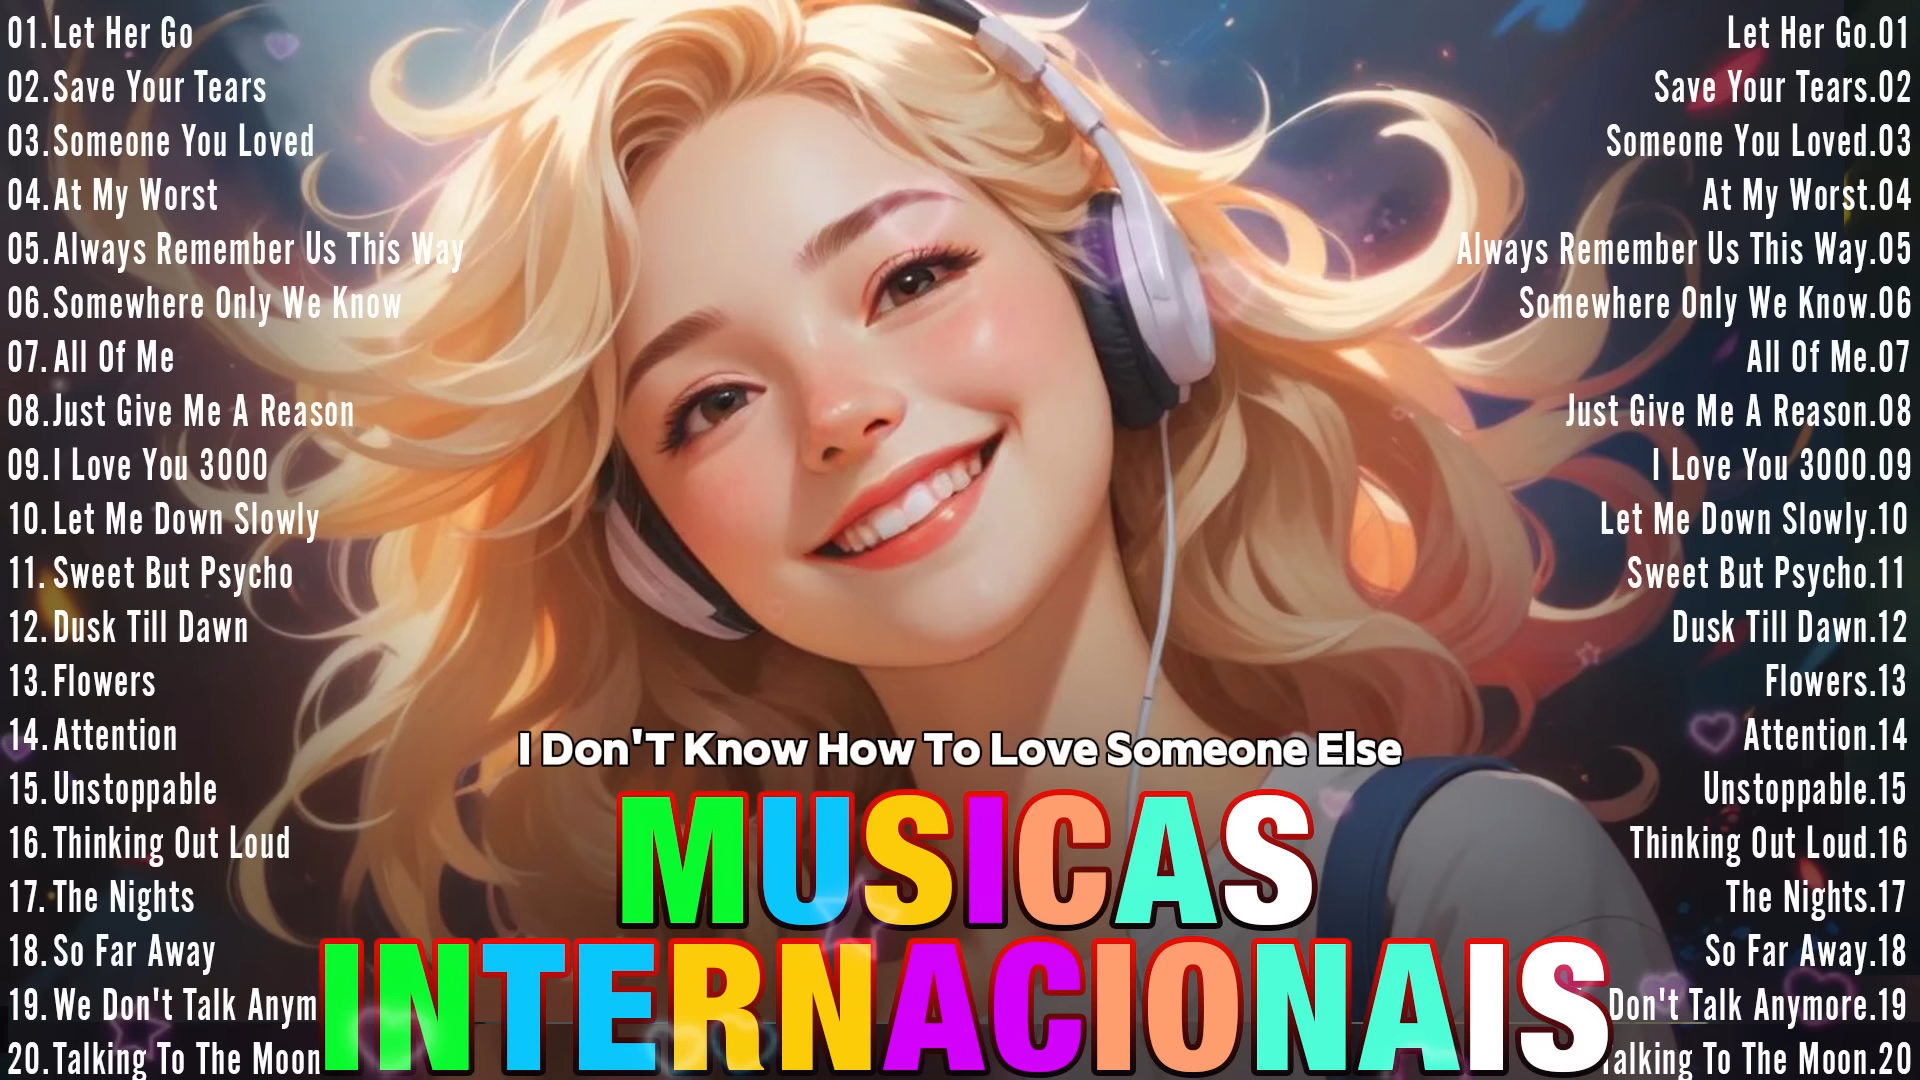 01.Let Her Go
02.Save Your Tears
03.Someone You Loved
04.At My Worst
05.Always Remember Us This Way
06.Somewhere Only We Know
07.All Of Me
08.Just Give Me A Reason
09.I Love You 3000
10.Let Me Down Slowly
11.Sweet But Psycho
12.Dusk Till Dawn
13.Flowers
14.Attention
15.Unstoppable
16.Thinking Out Loud
17.The Nights
18.So Far Away
19.We Don't Talk Anym
20.Talking To The Moon
Let Her Go.01
Save Your Tears.02
Someone You Loved.03
At My Worst.04
Always Remember Us This Way.05
Somewhere Only We Know.06
All Of Me.07
Just Give Me A Reason.08
I Love You 3000.09
Let Me Down Slowly.10
Sweet But Psycho.11
Dusk Till Dawn.12
Flowers.13
Attention.14
Unstoppable.15
Thinking Out Loud.16
The Nights.17
So Far Away.18
Don't Talk Anymore.19
alking To The Moon.20
I Don'T Know How To Love Someone Else
MUSICAS
INTERNACIONAIS